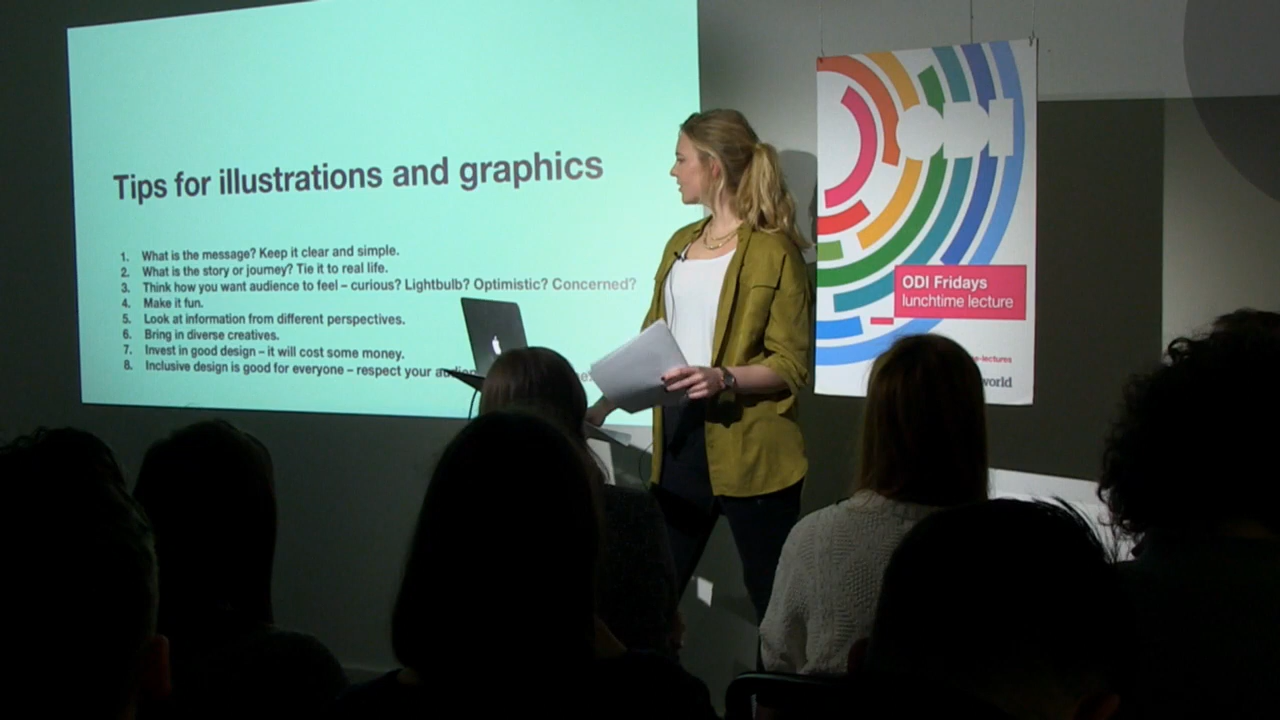 Tips for illustrations and graphics
1. What is the message? Keep it clear and simple.
2. What is the story or journey? Tie it to real life.
3. Think how you want audience to feel – curious? Lightbulb? Optimistic? Concerned?
4. Make it fun.
5. Look at information from different perspectives.
6. Bring in diverse creatives.
7. Invest in good design – it will cost some money.
8. Inclusive design is good for everyone – respect your
ODI Fridays
lunchtime lecture
e-lectures
world